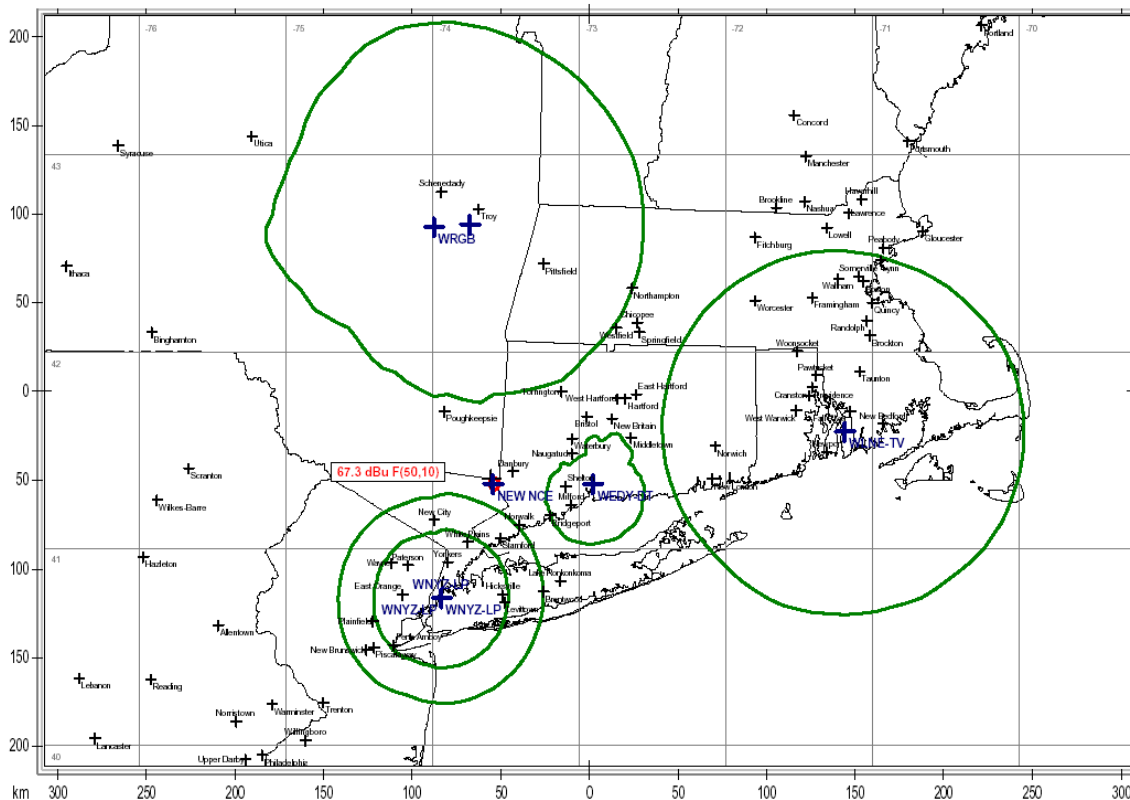 200
150
100
50
0
50
100
150
200
km
300
250
200
150
100
50
0
50
100
150
200
250
300
-76
-75
-74
-73
-72
-71
-70
43
42
41
40
Portland
Concord
Portsmouth
Manchester
Utica
Syracuse
Schenectady
Troy
WRGB
Haverhill
Brookline
Nashua
Lawrence
Lowell
Gloucester
Fitchburg
Peabody
Ithaca
Pittsfield
Somerville
Lynn
Waltham
Boston
Northampton
Worcester
Framingham
Quincy
Chicopee
Randolph
Westfield
Springfield
Brockton
Binghamton
Woonsocket
Pawtucket
Taunton
Torrington
East Hartford
West Hartford
Hartford
Cranston
Providence
Poughkeepsie
Bristol
New Britain
West Warwick
New Bedford
Waterbury
Middletown
WLNE-TV
Newport
Naugatuck
Norwich
Scranton
Danbury
67.3 dBu F(50,10)
Shelton
New London
NEW NCE
Milford
WEDY-DT
Wilkes-Barre
New City
Norwalk
Bridgeport
White Plains
Stamford
Hazleton
Paterson
Yonkers
Lake Ronkonkoma
East Orange
WNYZ-LP
Hicksville
Brentwood
WNYZ-LP
WNYZ-LP
Levittown
Plainfield
Allentown
Perth Amboy
New Brunswick
Piscataway
Lebanon
Reading
Warminster
Trenton
Norristown
Willingboro
Lancaster
Upper Darby
Philadelphia